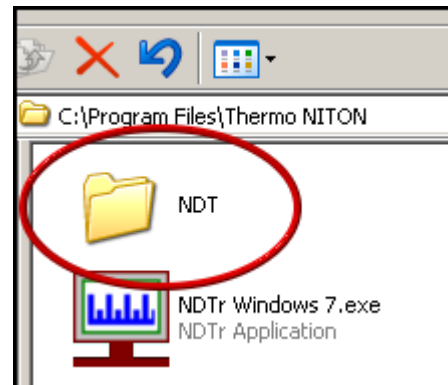 C:\Program Files\Thermo NITON
NDT
NDTr Windows 7.exe
NDTr Application